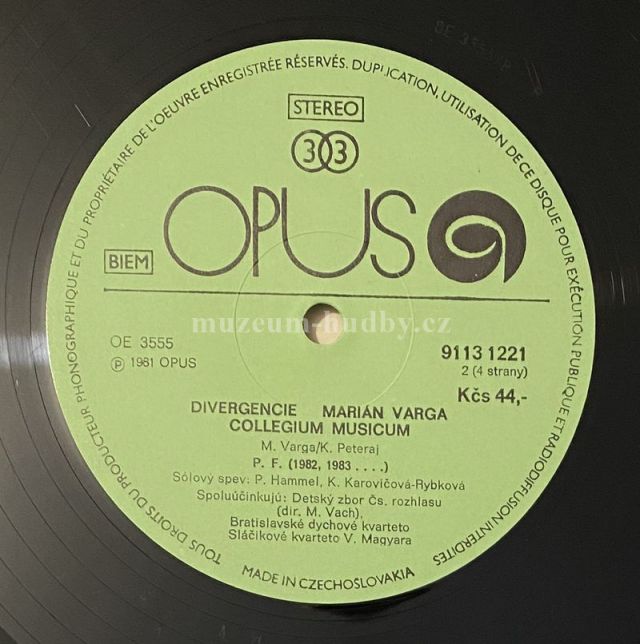 OE 3551 P
TOUS DROITS DU PRODUCTEUR PHONOGRAPHIQUE ET DU PROPRIÉTAIRE DE L'OEUVRE ENREGISTRÉE RÉSERVÉS. DUPLICATION, UTILISATION DE CE DISQUE POUR EXÉCUTION PUBLIQUE ET RADIODIFFUSION INTERDITES
STEREO
33
OPUS
BIEM
muzeum-hudby.cz
OE 3555
Ⓟ 1981 OPUS
9113 1221
2 (4 strany)
Kčs 44,-
DIVERGENCIE MARIÁN VARGA
COLLEGIUM MUSICUM
M. Varga/K. Peteraj
P. F. (1982, 1983 . . . .)
Sólový spev: P. Hammel, K. Karovičová-Rybková
Spoluúčinkujú: Detský zbor Čs. rozhlasu
(dir. M. Vach),
Bratislavské dychové kvarteto
Sláčikové kvarteto V. Magyara
MADE IN CZECHOSLOVAKIA